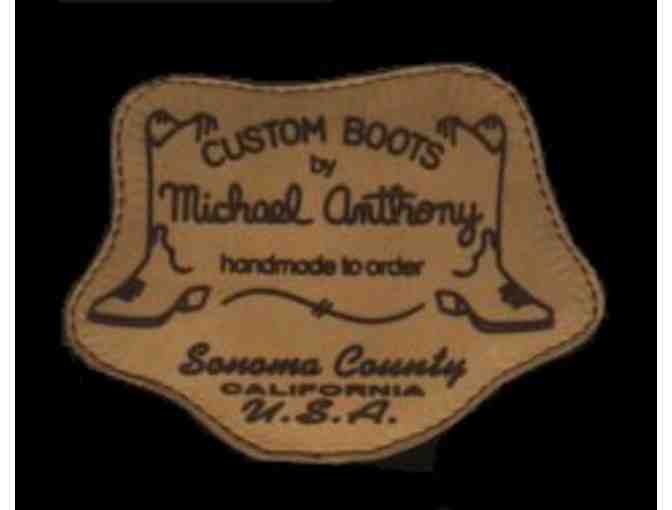 CUSTOM BOOTS
by
Michael Anthony
handmade to order
Sonoma County
CALIFORNIA
U.S.A.